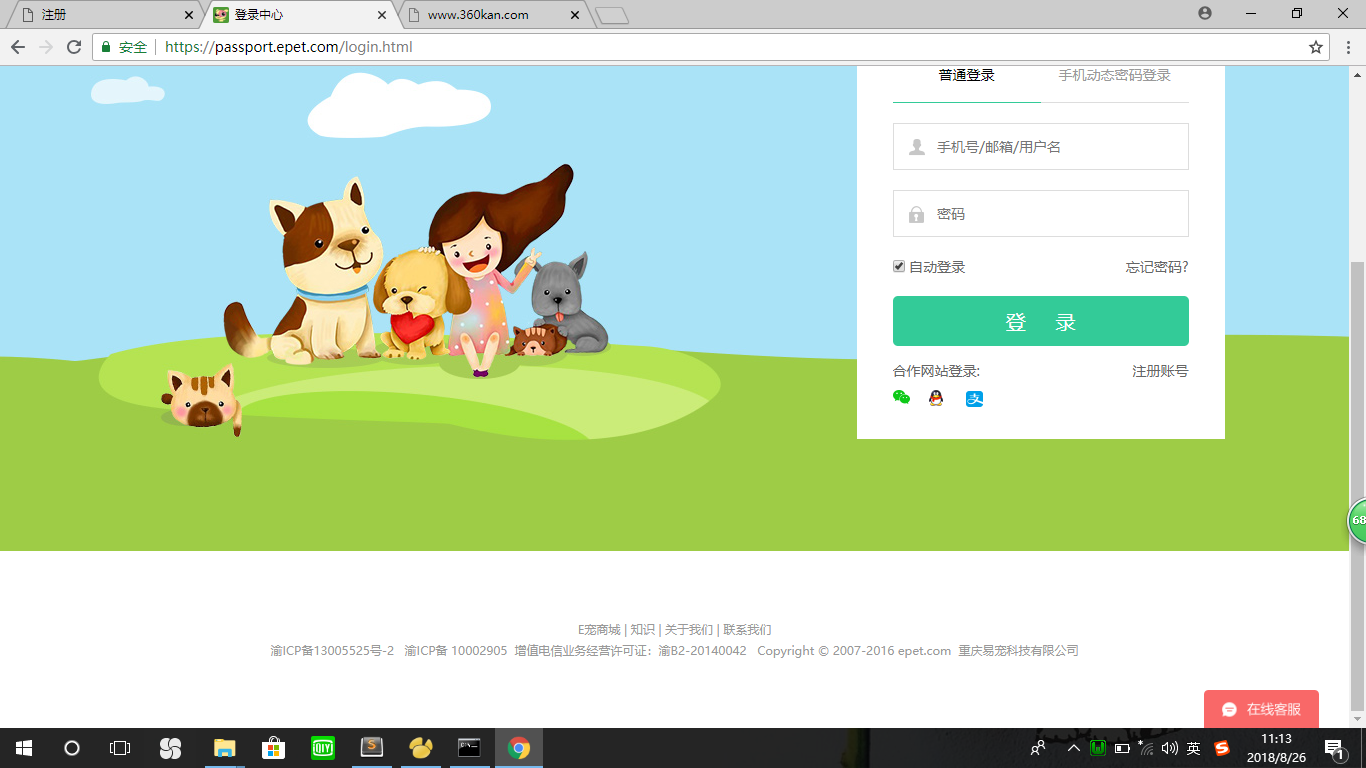 注册
登录中心
www.360kan.com
安全
https://passport.epet.com/login.html
普通登录
手机动态密码登录
手机号/邮箱/用户名
密码
自动登录
忘记密码?
登 录
合作网站登录:
注册账号
68
E宠商城 | 知识 | 关于我们 | 联系我们
渝ICP备13005525号-2 渝ICP备 10002905 增值电信业务经营许可证：渝B2-20140042 Copyright © 2007-2016 epet.com 重庆易宠科技有限公司
在线客服
QIY
英
11:13
2018/8/26
1